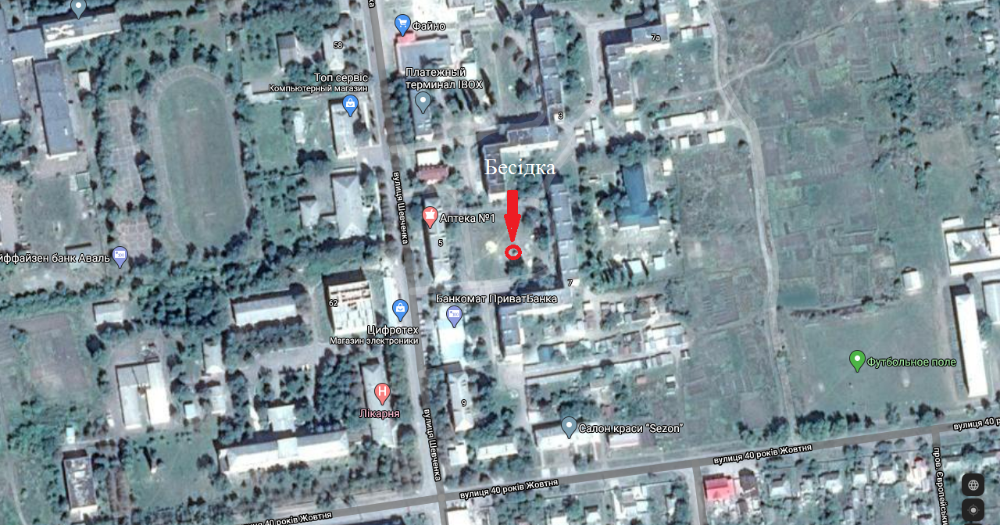 Файно
58
7а
Платежный
терминал IBOX
Топ сервіс
Компьютерный магазин
3
Бесідка
вулиця Шевченка
Аптека №1
5
йффайзен банк Аваль
7
62
Банкомат ПриватБанка
Цифротех
Магазин электроники
Футбольное поле
Лікарня
9
вулиця Шевченка
Салон краси “Sezon”
вулиця 40 р
вулиця 40 років Жовтня
пров. Європейськи
вулиця 40 років Жовтня
40 років Жовтня